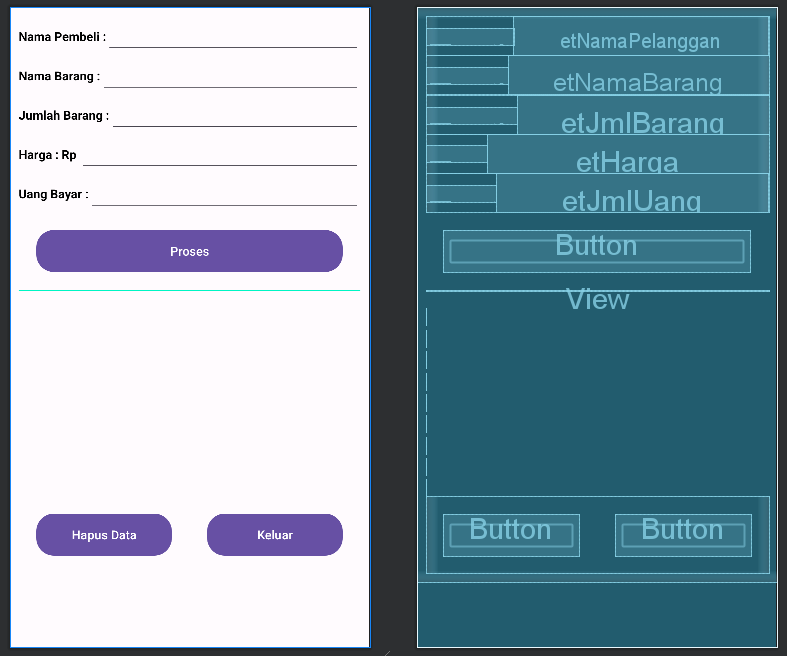 Nama Pembeli :
Nama Barang :
Jumlah Barang :
Harga : Rp
Uang Bayar :
Proses
Hapus Data
Keluar
etNamaPelanggan
etNamaBarang
etJmlBarang
etHarga
etJmlUang
Button
View
Button
Button